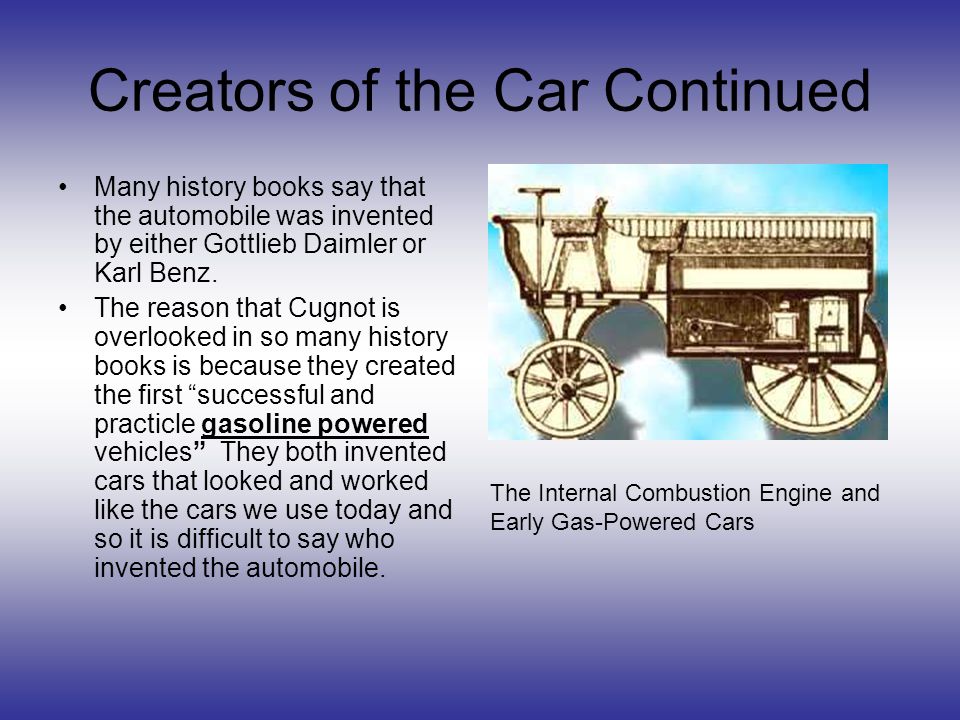 Creators of the Car Continued
• Many history books say that
the automobile was invented
by either Gottlieb Daimler or
Karl Benz.
• The reason that Cugnot is
overlooked in so many history
books is because they created
the first “successful and
practicle gasoline powered
vehicles” They both invented
cars that looked and worked
like the cars we use today and
so it is difficult to say who
invented the automobile.
The Internal Combustion Engine and
Early Gas-Powered Cars